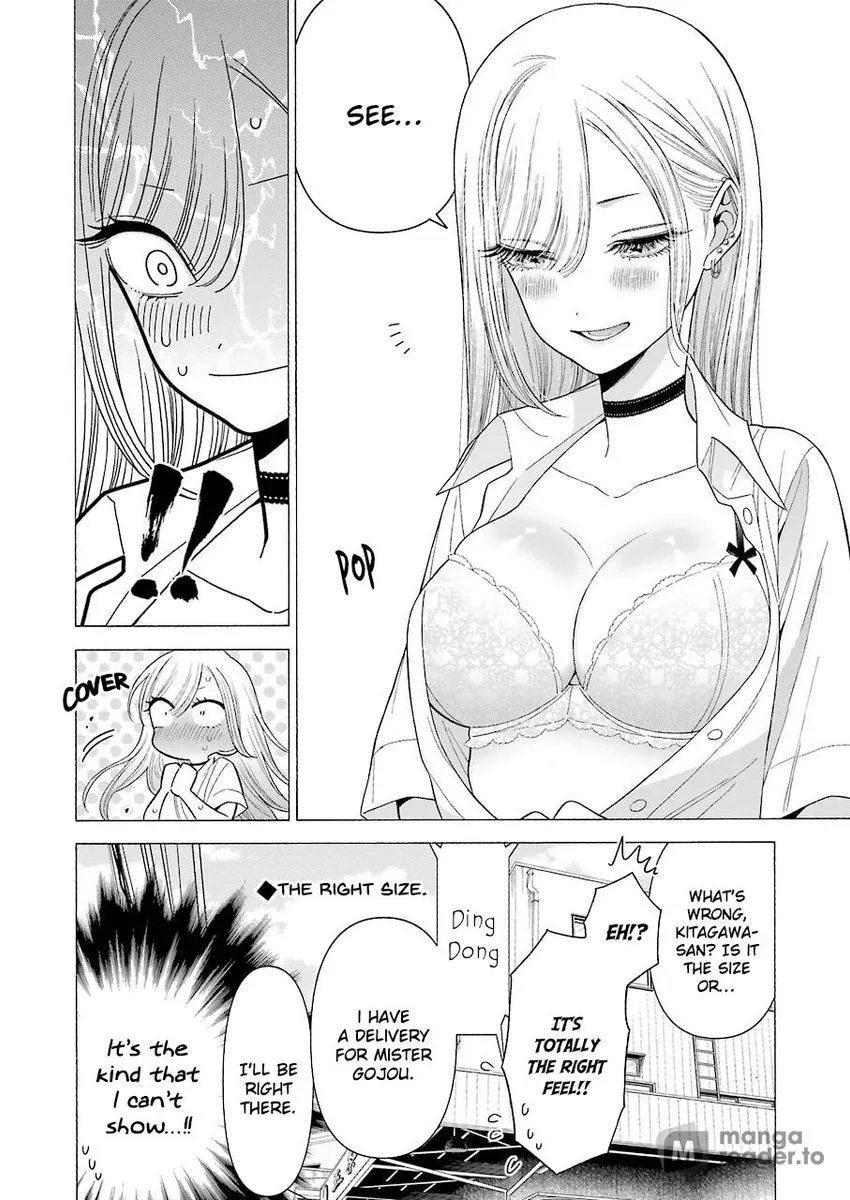 SEE...
POP
!!
COVER
WHAT'S
WRONG,
KITAGAWA-
SAN? IS IT
THE SIZE
OR...
EH!?
IT'S
TOTALLY
THE RIGHT
FEEL!!
Ding
Dong
◆THE RIGHT SIZE.
I HAVE
A DELIVERY
FOR MISTER
GOJOU.
I'LL BE
RIGHT
THERE.
It's the
kind that
I can't
show...!!
M manga
reader.to